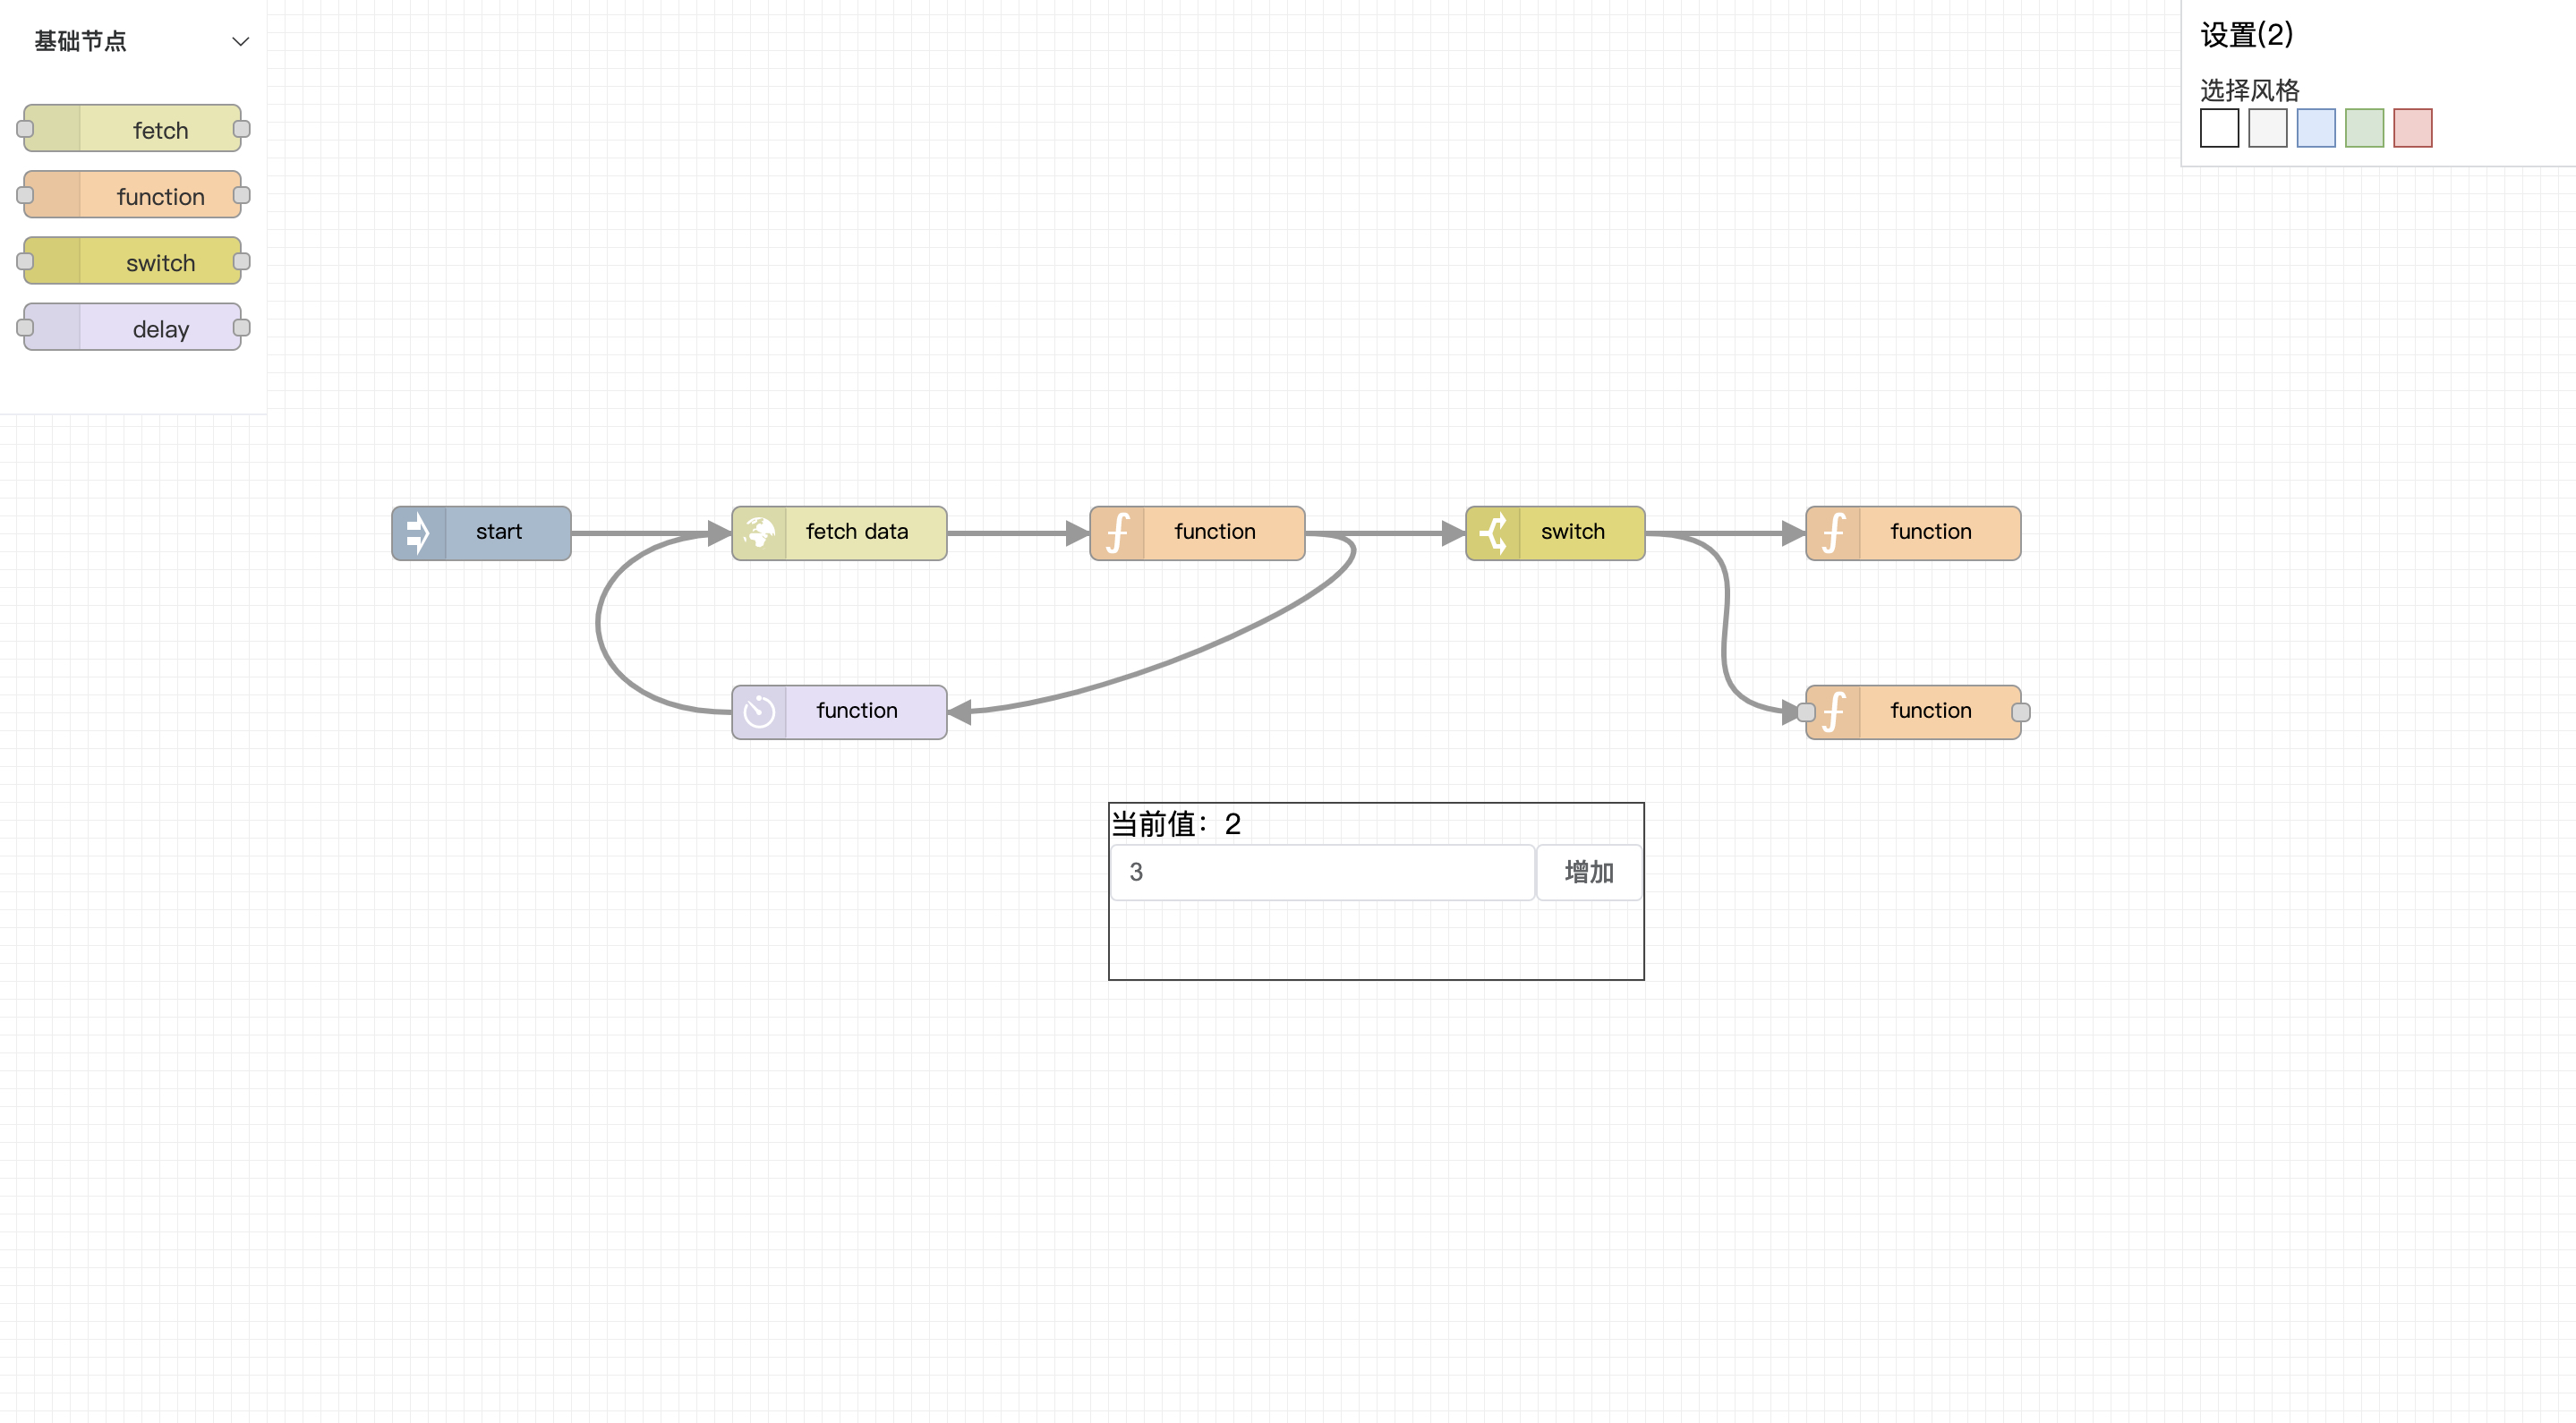 基础节点
fetch
function
switch
delay
设置(2)
选择风格
start
fetch data
function
switch
function
function
function
当前值：2
3
增加